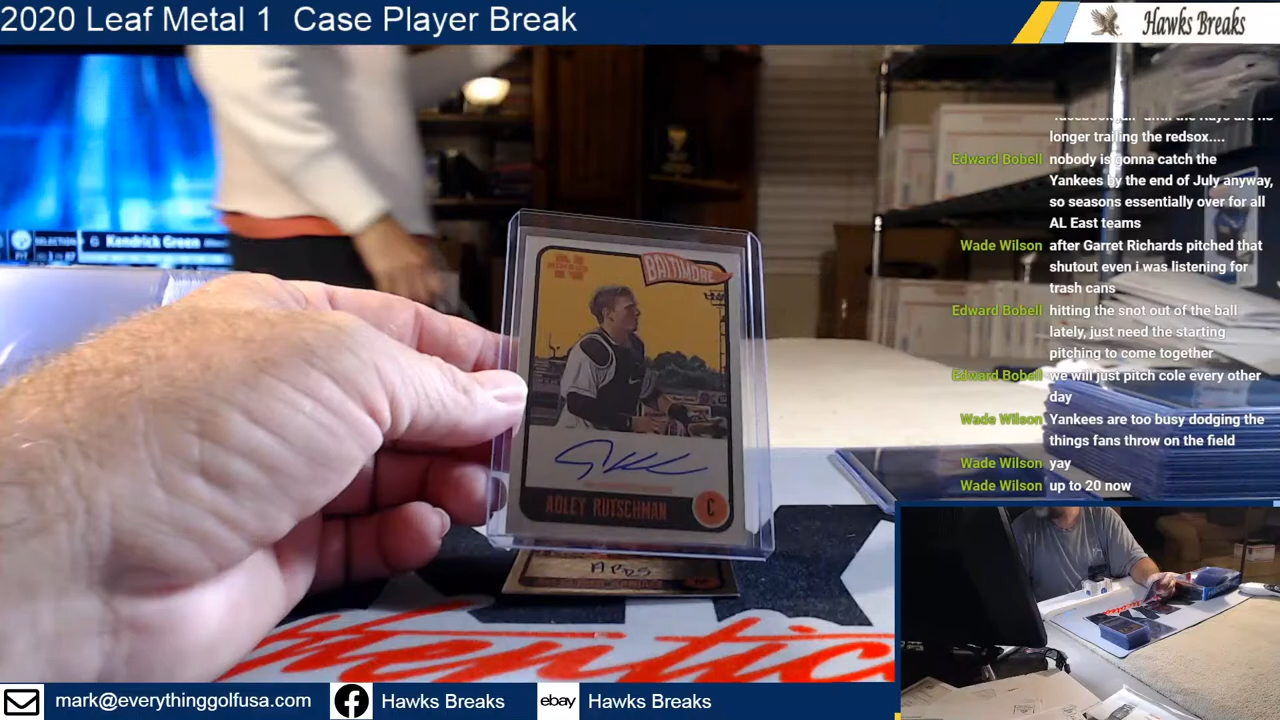 2020 Leaf Metal 1 Case Player Break
Hawks Breaks
longer trailing the redsox....
Edward Bobell nobody is gonna catch the
Yankees by the end of July anyway,
so seasons essentially over for all
AL East teams
Wade Wilson after Garret Richards pitched that
shutout even i was listening for
trash cans
Edward Bobell hitting the snot out of the ball
lately, just need the starting
pitching to come together
Edward Bobell we will just pitch cole every other
day
Wade Wilson Yankees are too busy dodging the
things fans throw on the field
Wade Wilson yay
Wade Wilson up to 20 now
SELECTION
G Kendrick Green
PIT
N
BALTIMORE
ADLEY RUTSCHMAN
C
mark@everythinggolfusa.com
Hawks Breaks
ebay
Hawks Breaks